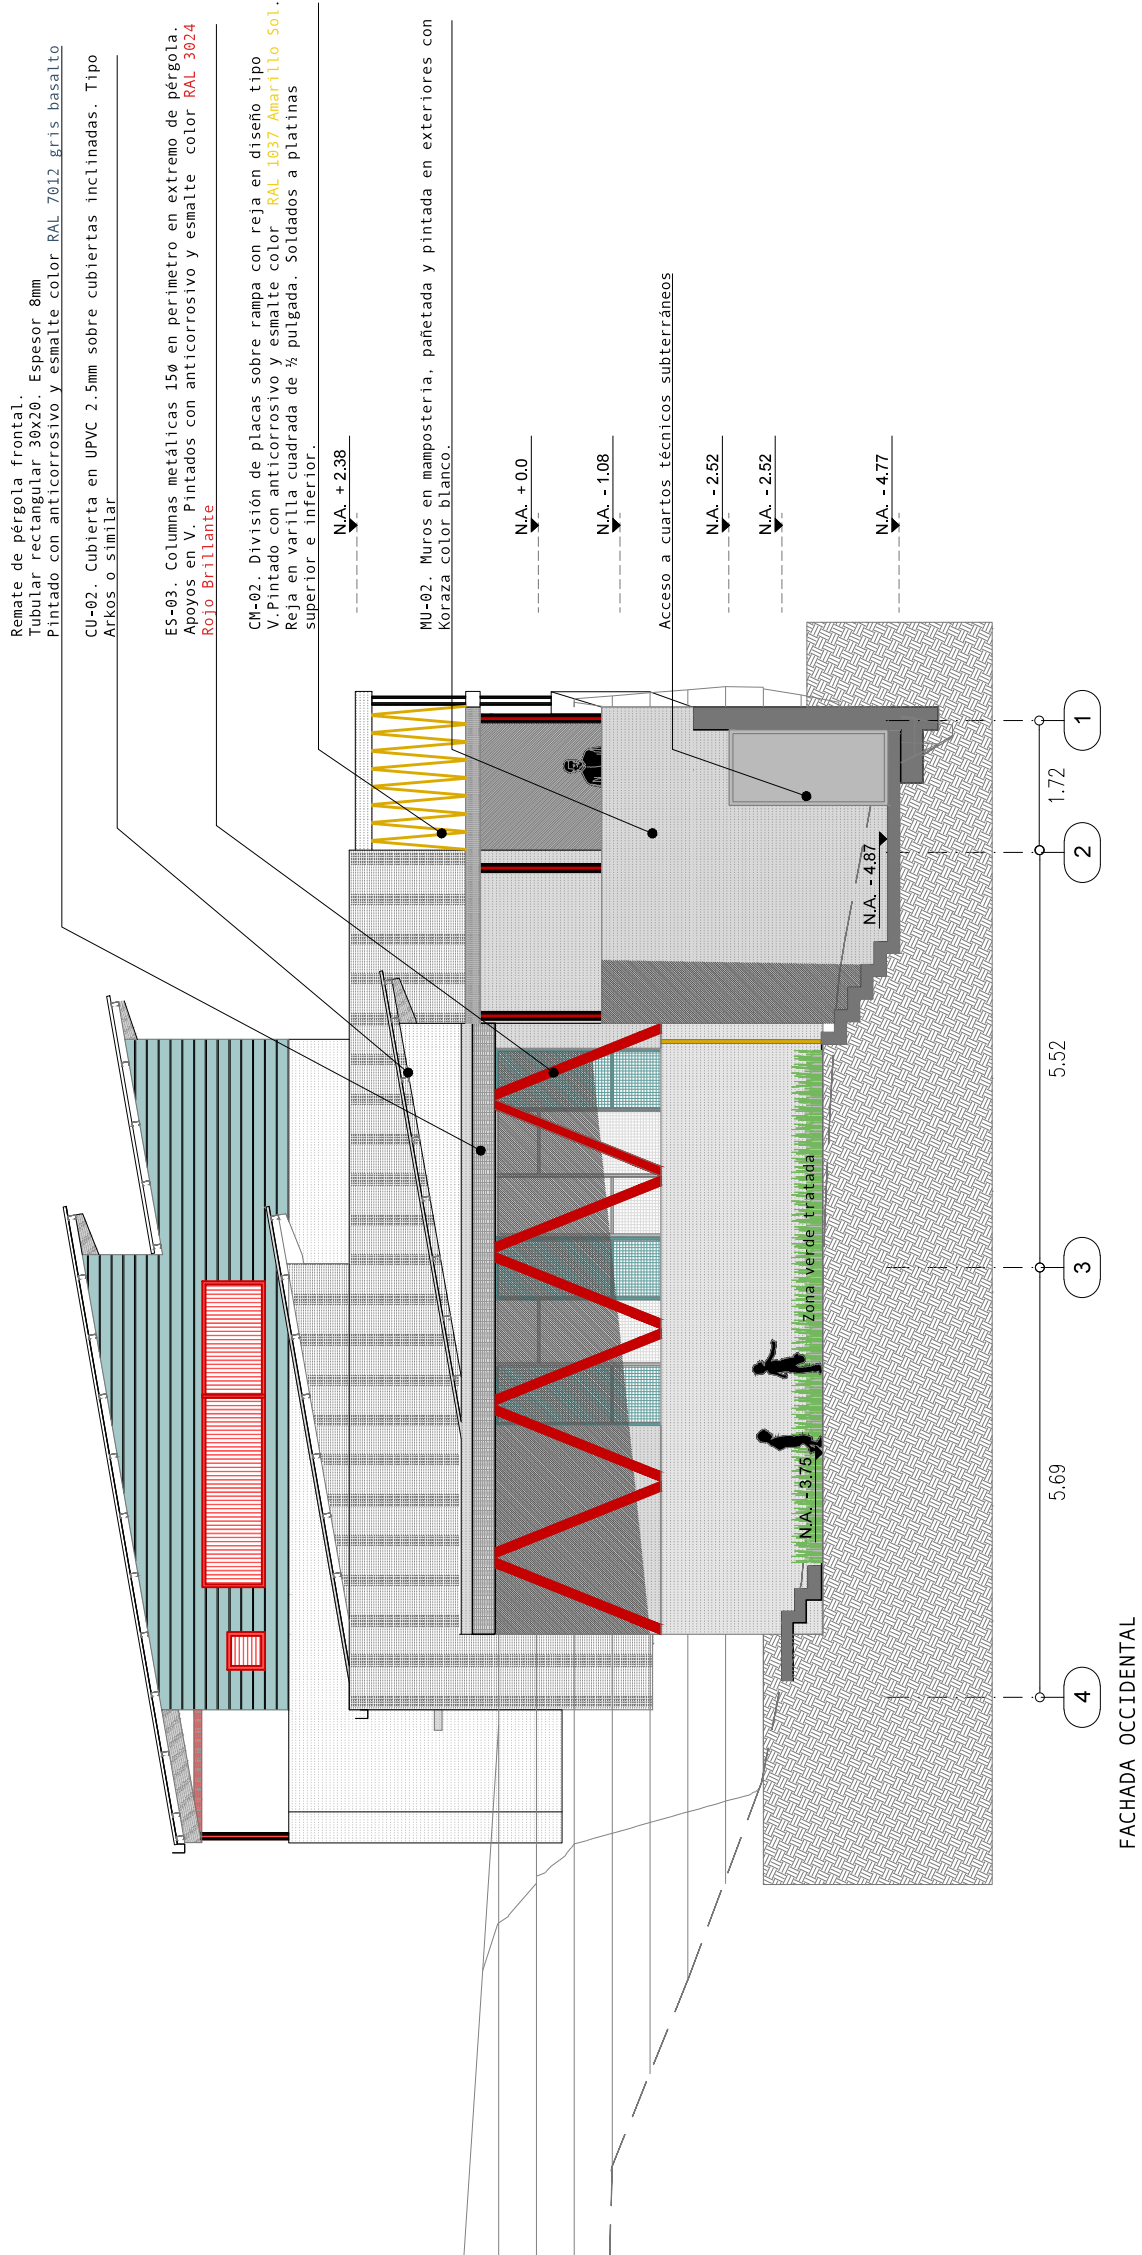 Remate de pérgola frontal.
Tubular rectangular 30x20. Espesor 8mm
Pintado con anticorrosivo y esmalte color RAL 7012 gris basalto
CU-02. Cubierta en UPVC 2.5mm sobre cubiertas inclinadas. Tipo
Arkos o similar
ES-03. Columnas metálicas 15ø en perimetro en extremo de pérgola.
Apoyos en V. Pintados con anticorrosivo y esmalte color RAL 3024
Rojo Brillante
CM-02. División de placas sobre rampa con reja en diseño tipo
V.Pintado con anticorrosivo y esmalte color RAL 1037 Amarillo Sol.
Reja en varilla cuadrada de ½ pulgada. Soldados a platinas
superior e inferior.
MU-02. Muros en mampostería, pañetada y pintada en exteriores con
Koraza color blanco.
Acceso a cuartos técnicos subterráneos
N.A. + 2.38
N.A. + 0.0
N.A. - 1.08
N.A. - 2.52
N.A. - 2.52
N.A. - 4.77
N.A. - 4.87
Zona verde tratada
N.A. - 3.75
5.69
5.52
1.72
4
3
2
1
FACHADA OCCIDENTAL